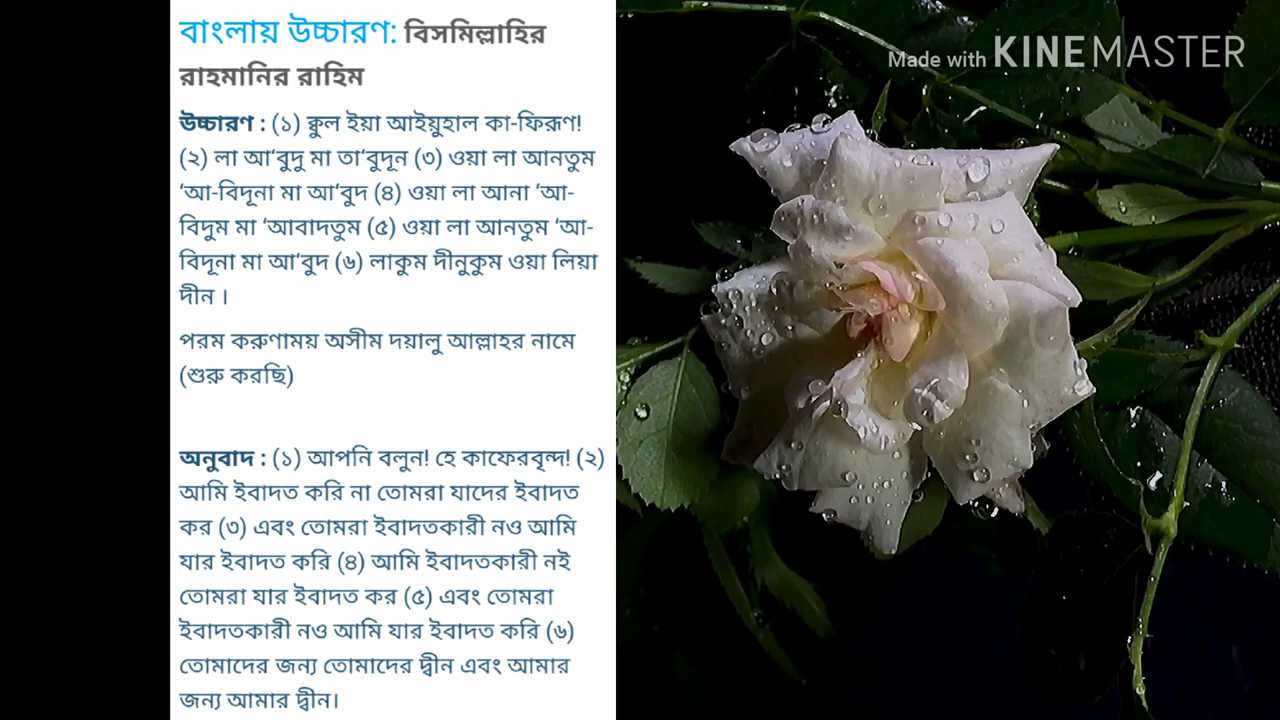 বাংলায় উচ্চারণ: বিসমিল্লাহির
রাহমানির রাহিম
উচ্চারণ : (১) ক্বুল ইয়া আইয়ুহাল কা-ফিরূণ!
(২) লা আ‘বুদু মা তা‘বুদূন (৩) ওয়া লা আনতুম
‘আ-বিদূনা মা আ‘বুদ (৪) ওয়া লা আনা ‘আ-
বিদুম মা ‘আবাদতুম (৫) ওয়া লা আনতুম ‘আ-
বিদূনা মা আ‘বুদ (৬) লাকুম দীনুকুম ওয়া লিয়া
দীন ।
পরম করুণাময় অসীম দয়ালু আল্লাহর নামে
(শুরু করছি)
অনুবাদ : (১) আপনি বলুন! হে কাফেরবৃন্দ! (২)
আমি ইবাদত করি না তোমরা যাদের ইবাদত
কর (৩) এবং তোমরা ইবাদতকারী নও আমি
যার ইবাদত করি (৪) আমি ইবাদতকারী নই
তোমরা যার ইবাদত কর (৫) এবং তোমরা
ইবাদতকারী নও আমি যার ইবাদত করি (৬)
তোমাদের জন্য তোমাদের দ্বীন এবং আমার
জন্য আমার দ্বীন।
Made with KINEMASTER